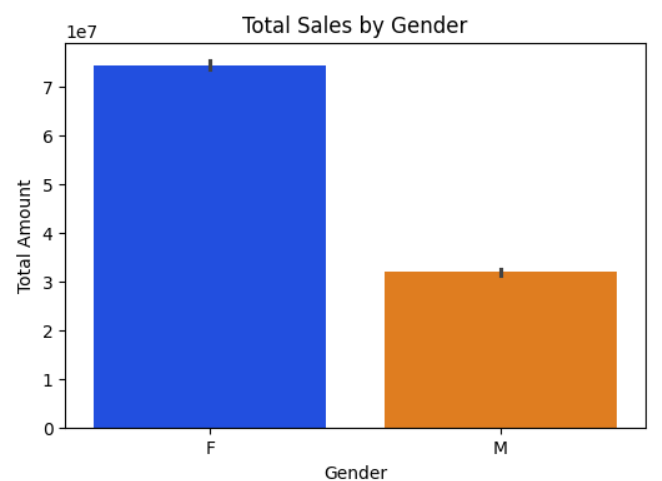 Total Sales by Gender
1e7
7
6
5
4
3
2
1
0
Total Amount
F
M
Gender